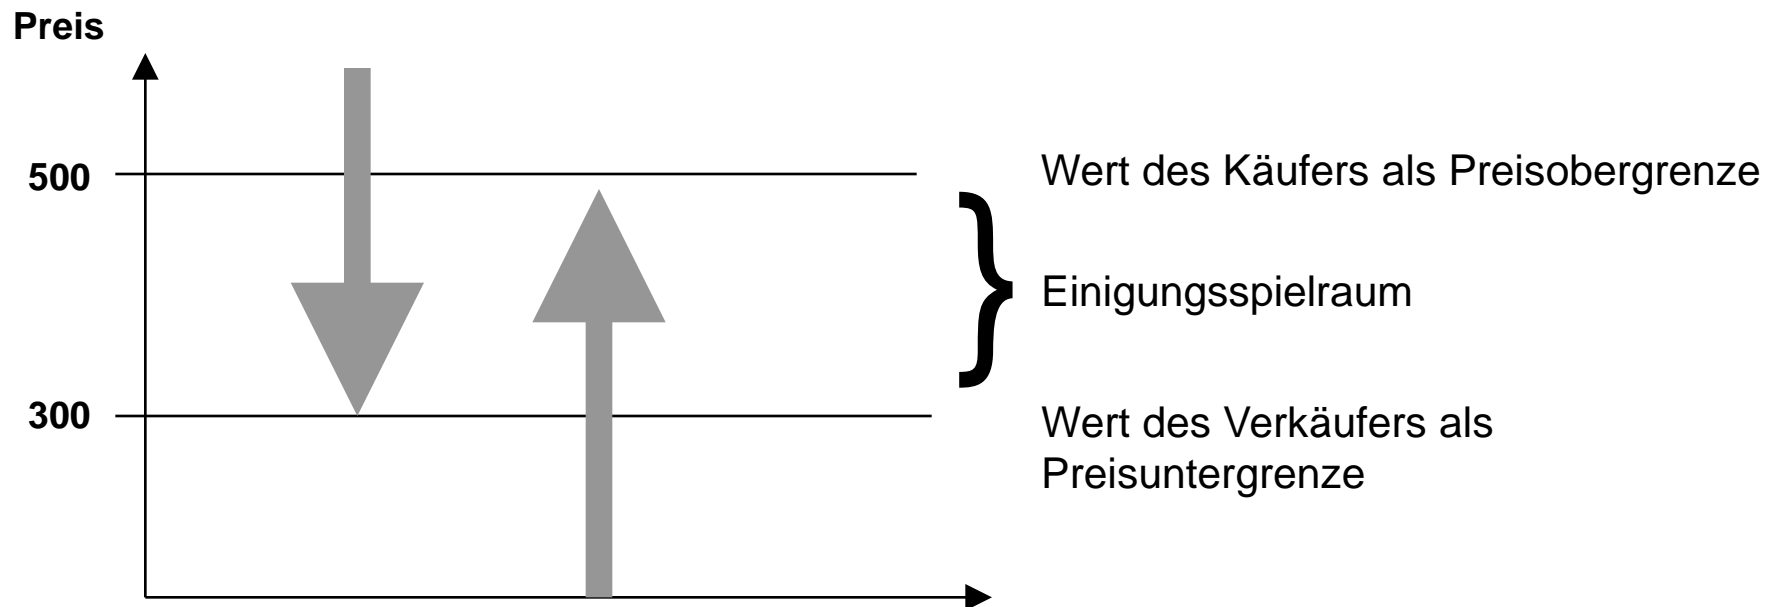 Preis
500
Wert des Käufers als Preisobergrenze
Einigungsspielraum
300
Wert des Verkäufers als
Preisuntergrenze